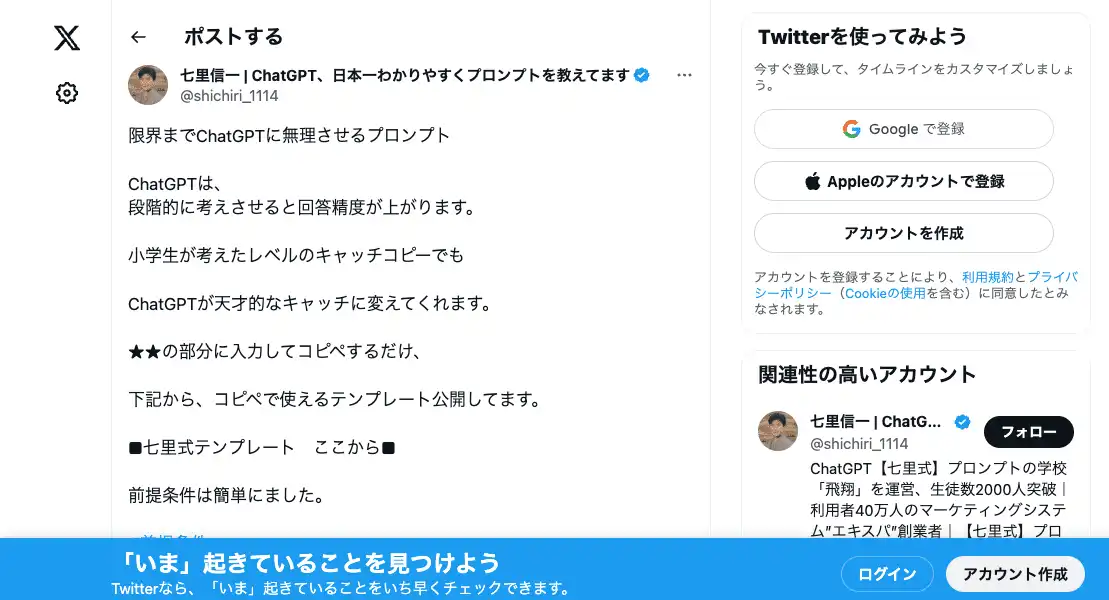 ポストする
七里信一 | ChatGPT、日本一わかりやすくプロンプトを教えてます
@shichiri_1114
限界までChatGPTに無理させるプロンプト
ChatGPTは、
段階的に考えさせると回答精度が上がります。
小学生が考えたレベルのキャッチコピーでも
ChatGPTが天才的なキャッチに変えてくれます。
★★の部分に入力してコピペするだけ、
下記から、コピペで使えるテンプレート公開してます。
■七里式テンプレート　ここから■
前提条件は簡単にました。
Twitterを使ってみよう
今すぐ登録して、タイムラインをカスタマイズしましょ
う。
Google で登録
Appleのアカウントで登録
アカウントを作成
アカウントを登録することにより、利用規約とプライバ
シーポリシー（Cookieの使用を含む）に同意したとみ
なされます。
関連性の高いアカウント
七里信一 | ChatG...
@shichiri_1114
フォロー
ChatGPT【七里式】プロンプトの学校
「飛翔」を運営、生徒数2000人突破｜
利用者40万人のマーケティングシステ
ム”エキスパ”創業者｜【七里式】プロ
「いま」起きていることを見つけよう
Twitterなら、「いま」起きていることをいち早くチェックできます。
ログイン
アカウント作成